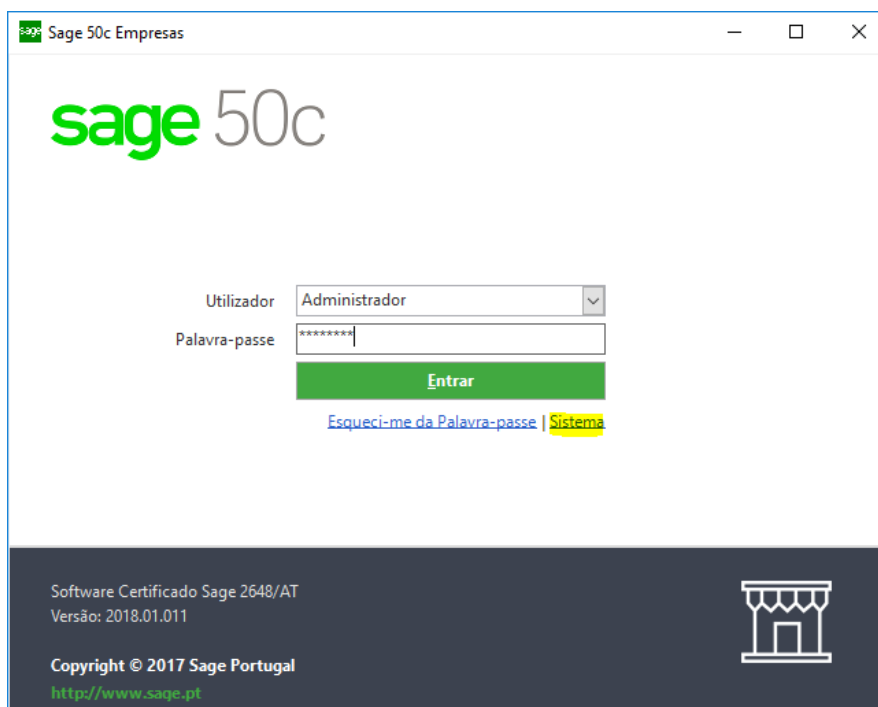 sage Sage 50c Empresas
sage 50c
Utilizador Administrador
Palavra-passe ********
Entrar
Esqueci-me da Palavra-passe | Sistema
Software Certificado Sage 2648/AT
Versão: 2018.01.011
Copyright © 2017 Sage Portugal
http://www.sage.pt